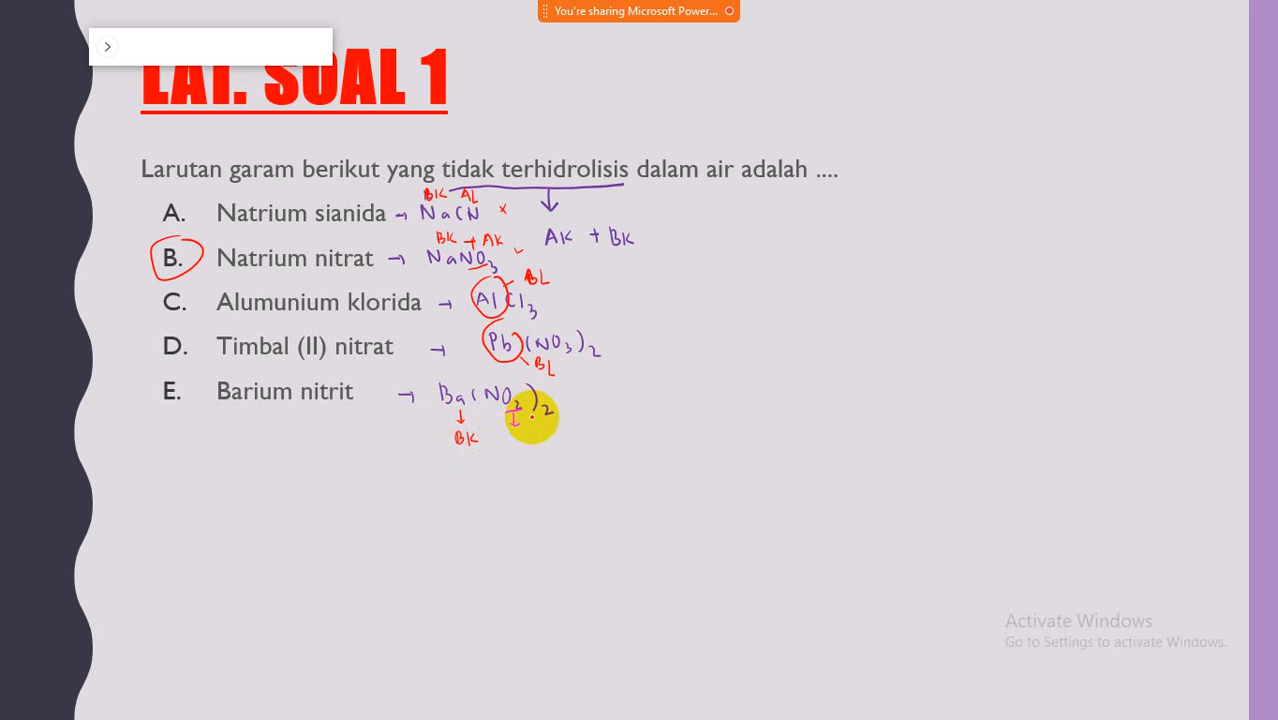 You're sharing Microsoft Power...
LAT. SOAL 1
Larutan garam berikut yang tidak terhidrolisis dalam air adalah ....
BK AL
A. Natrium sianida → NaCN ×
BK + AK AK + BK
B. Natrium nitrat → NaNO3
BL
C. Alumunium klorida → AlCl3
D. Timbal (II) nitrat → Pb(NO3)2
BL
E. Barium nitrit → Ba(NO2)2
BK
Activate Windows
Go to Settings to activate Windows.